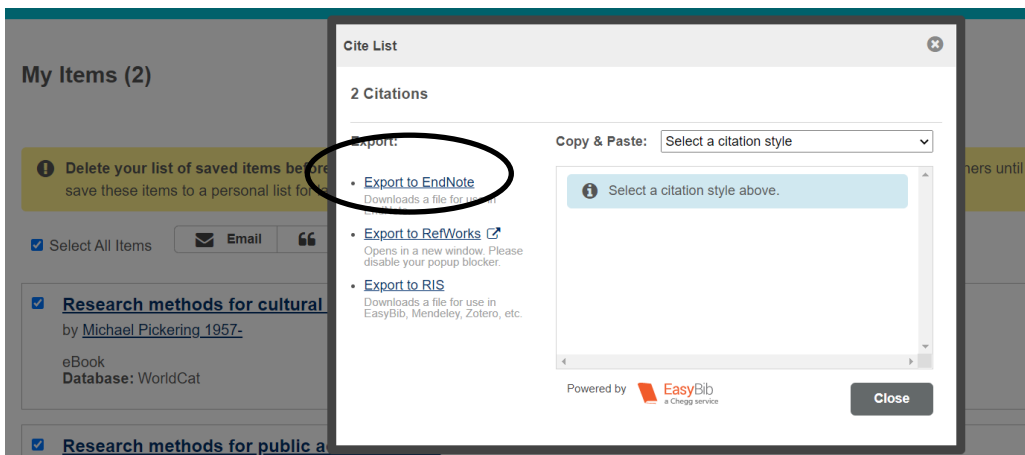 My Items (2)
Delete your list of saved items before
hers until
save these items to a personal list for
Select All Items
Email
Research methods for cultural
by Michael Pickering 1957-
eBook
Database: WorldCat
Research methods for public a
Cite List
2 Citations
Export:
Export to EndNote
Downloads a file for use in
EndNote
Export to RefWorks
Opens in a new window. Please
disable your popup blocker.
Export to RIS
Downloads a file for use in
EasyBib, Mendeley, Zotero, etc.
Copy & Paste:
Select a citation style
Select a citation style above.
Powered by
EasyBib
a Chegg service
Close